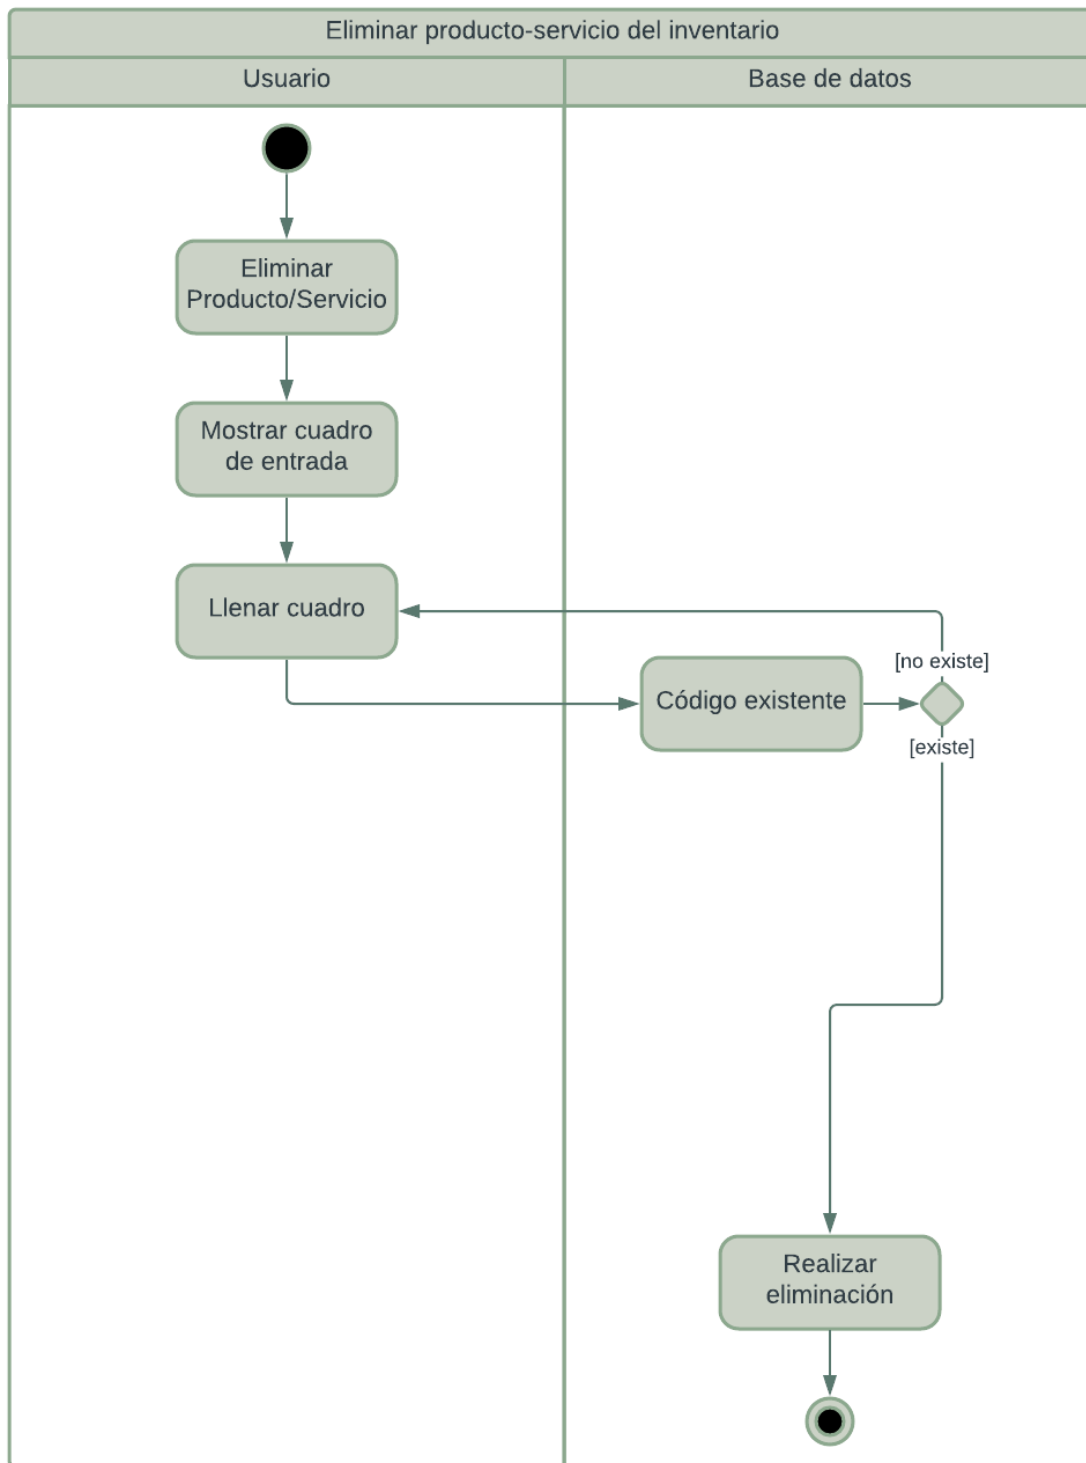 Eliminar producto-servicio del inventario
Usuario
Base de datos
Eliminar
Producto/Servicio
Mostrar cuadro
de entrada
Llenar cuadro
[no existe]
Código existente
[existe]
Realizar
eliminación